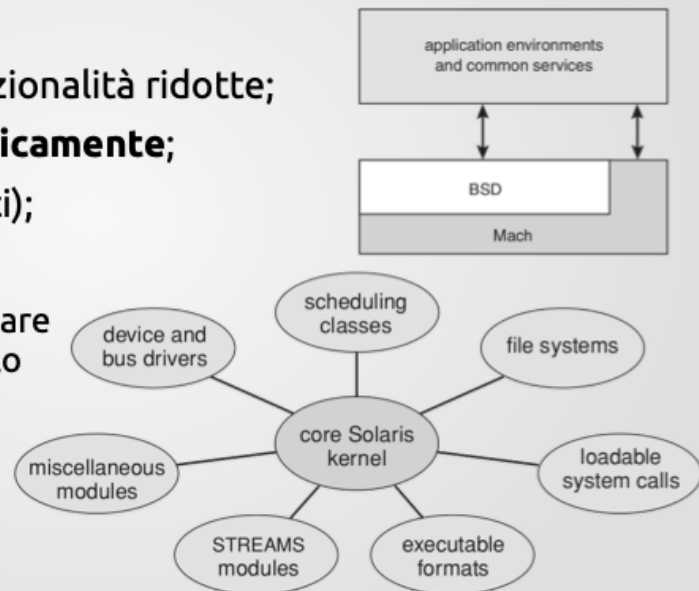 zionalità ridotte;
icamente;
i);
are
lo
application environments
and common services
BSD
Mach
scheduling
classes
device and
bus drivers
file systems
core Solaris
kernel
miscellaneous
modules
loadable
system calls
STREAMS
modules
executable
formats